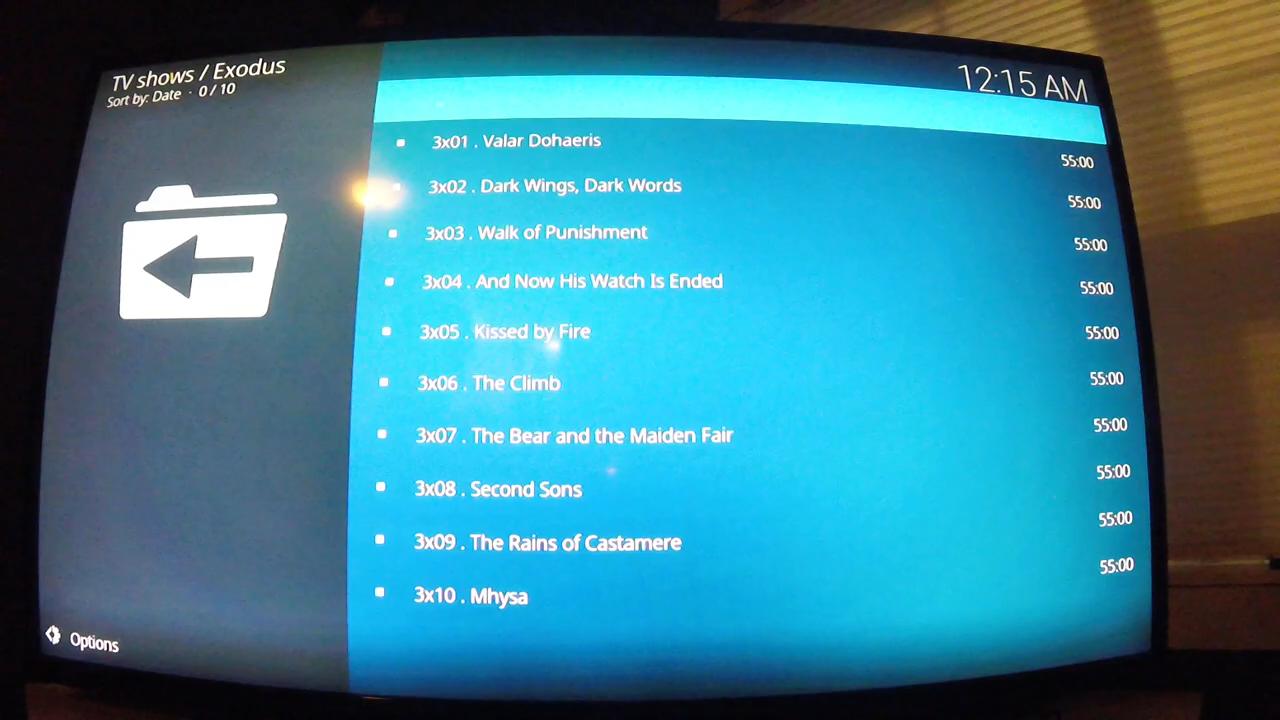 TV shows / Exodus
Sort by: Date · 0 / 10
12:15 AM
3x01 . Valar Dohaeris 55:00
3x02 . Dark Wings, Dark Words 55:00
3x03 . Walk of Punishment 55:00
3x04 . And Now His Watch Is Ended 55:00
3x05 . Kissed by Fire 55:00
3x06 . The Climb 55:00
3x07 . The Bear and the Maiden Fair 55:00
3x08 . Second Sons 55:00
3x09 . The Rains of Castamere 55:00
3x10 . Mhysa 55:00
Options